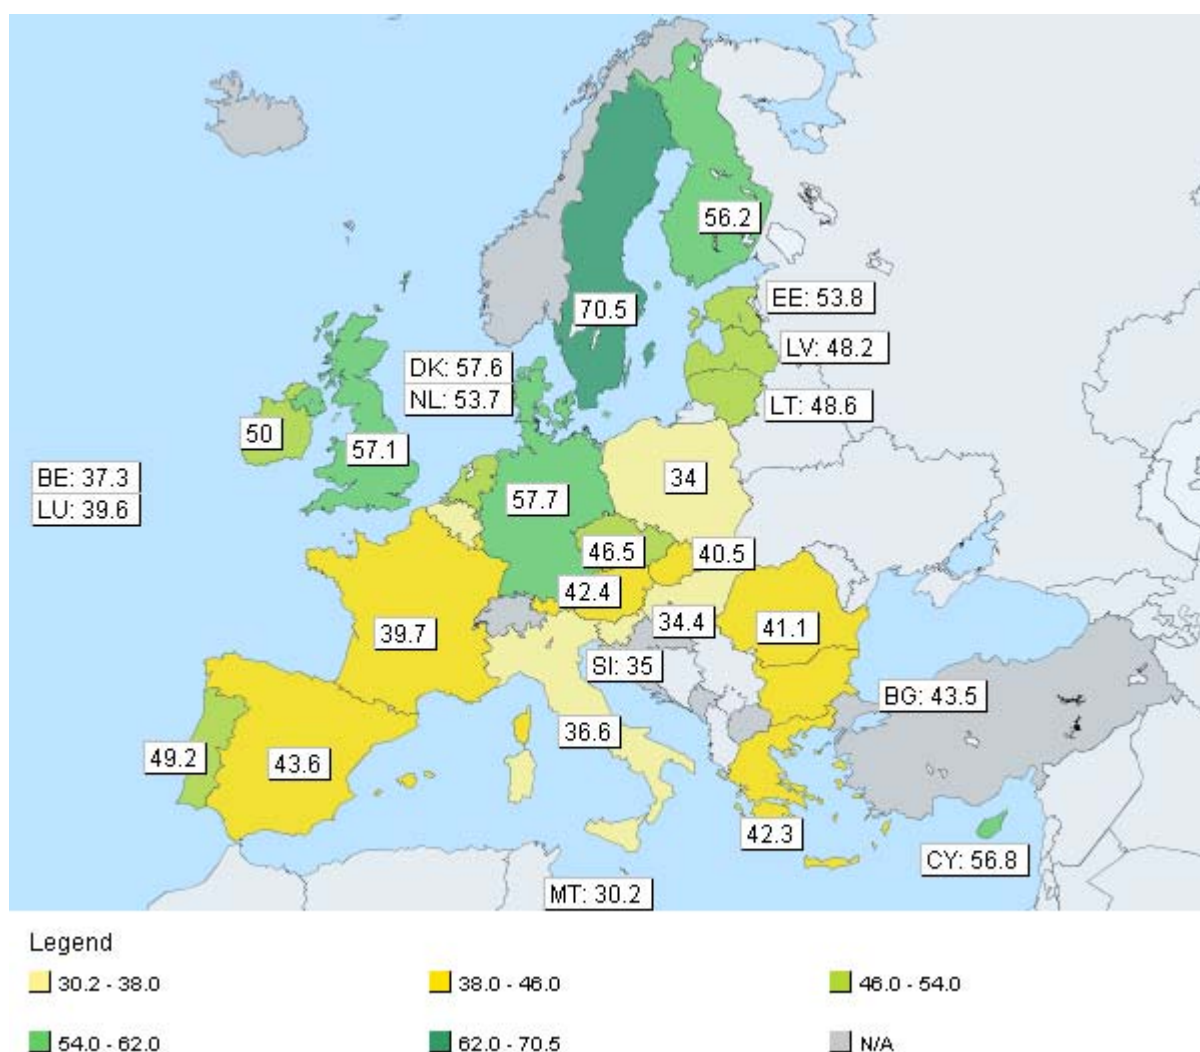 56.2
EE: 53.8
70.5
LV: 48.2
DK: 57.6
NL: 53.7
LT: 48.6
50
57.1
BE: 37.3
LU: 39.6
34
57.7
46.5
40.5
42.4
39.7
34.4
41.1
SI: 35
BG: 43.5
36.6
49.2
43.6
42.3
CY: 56.8
MT: 30.2
Legend
30.2 - 38.0
38.0 - 46.0
46.0 - 54.0
54.0 - 62.0
62.0 - 70.5
N/A